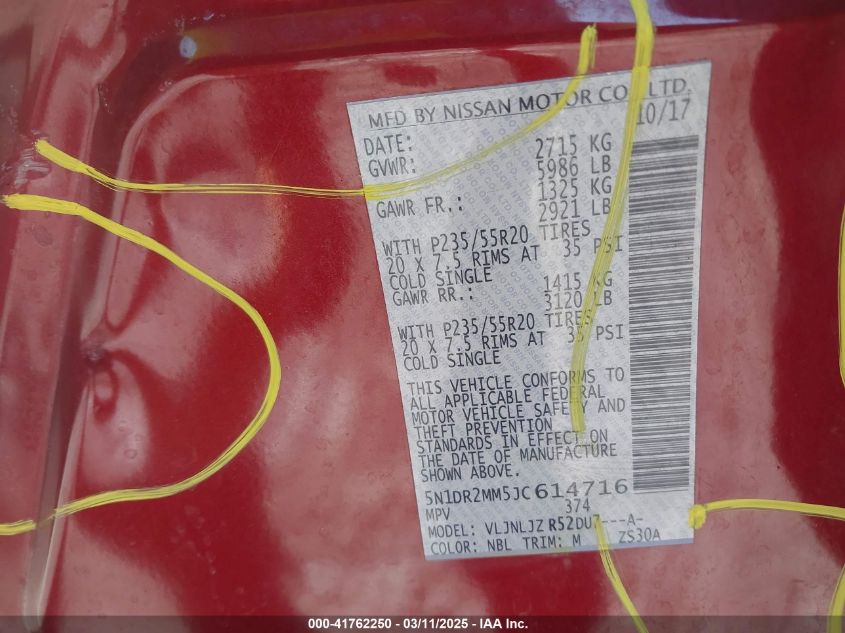 MFD BY NISSAN MOTOR CO., LTD.
DATE: 10/17
GVWR: 2715 KG
5986 LB
GAWR FR.: 1325 KG
2921 LB
WITH P235/55R20 TIRES
20 X 7.5 RIMS AT 35 PSI
COLD SINGLE
GAWR RR.: 1415 KG
3120 LB
WITH P235/55R20 TIRES
20 X 7.5 RIMS AT 35 PSI
COLD SINGLE
THIS VEHICLE CONFORMS TO
ALL APPLICABLE FEDERAL
MOTOR VEHICLE SAFETY AND
THEFT PREVENTION
STANDARDS IN EFFECT ON
THE DATE OF MANUFACTURE
SHOWN ABOVE.
5N1DR2MM5JC614716
MPV 374
MODEL: VLJNLJZ R52DU7---A-
COLOR: NBL TRIM: M ZS30A
000-41762250 - 03/11/2025 - IAA Inc.